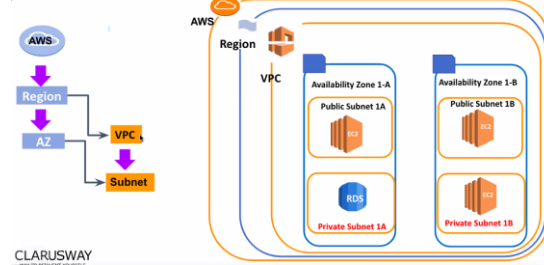 AWS
Region
AZ
VPC
Subnet
AWS
Region
VPC
Availability Zone 1-A
Public Subnet 1A
EC2
RDS
Private Subnet 1A
Availability Zone 1-B
Public Subnet 1B
EC2
EC2
Private Subnet 1B
CLARUSWAY